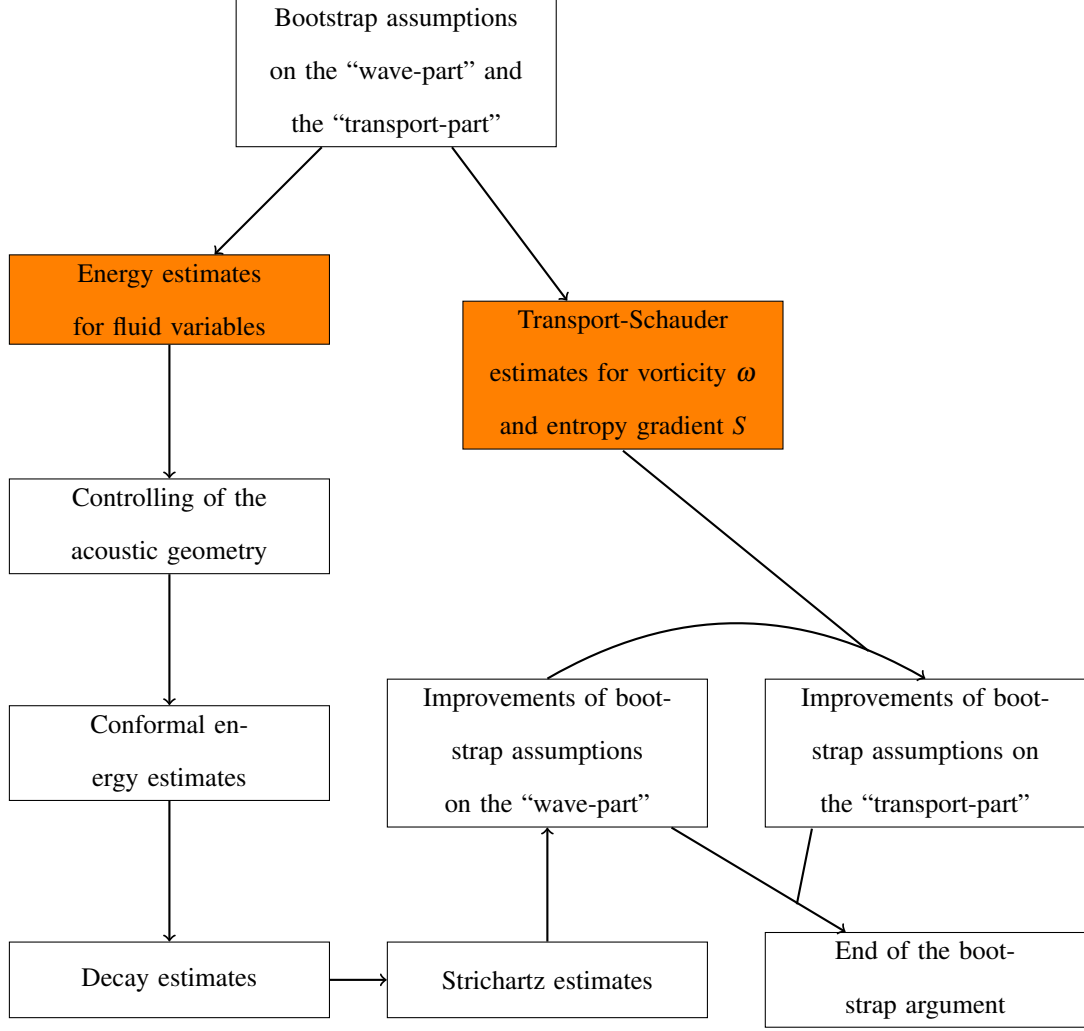 Bootstrap assumptions
on the “wave-part” and
the “transport-part”
Energy estimates
for fluid variables
Transport-Schauder
estimates for vorticity ω
and entropy gradient S
Controlling of the
acoustic geometry
Conformal en-
ergy estimates
Improvements of boot-
strap assumptions
on the “wave-part”
Improvements of boot-
strap assumptions on
the “transport-part”
Decay estimates
Strichartz estimates
End of the boot-
strap argument